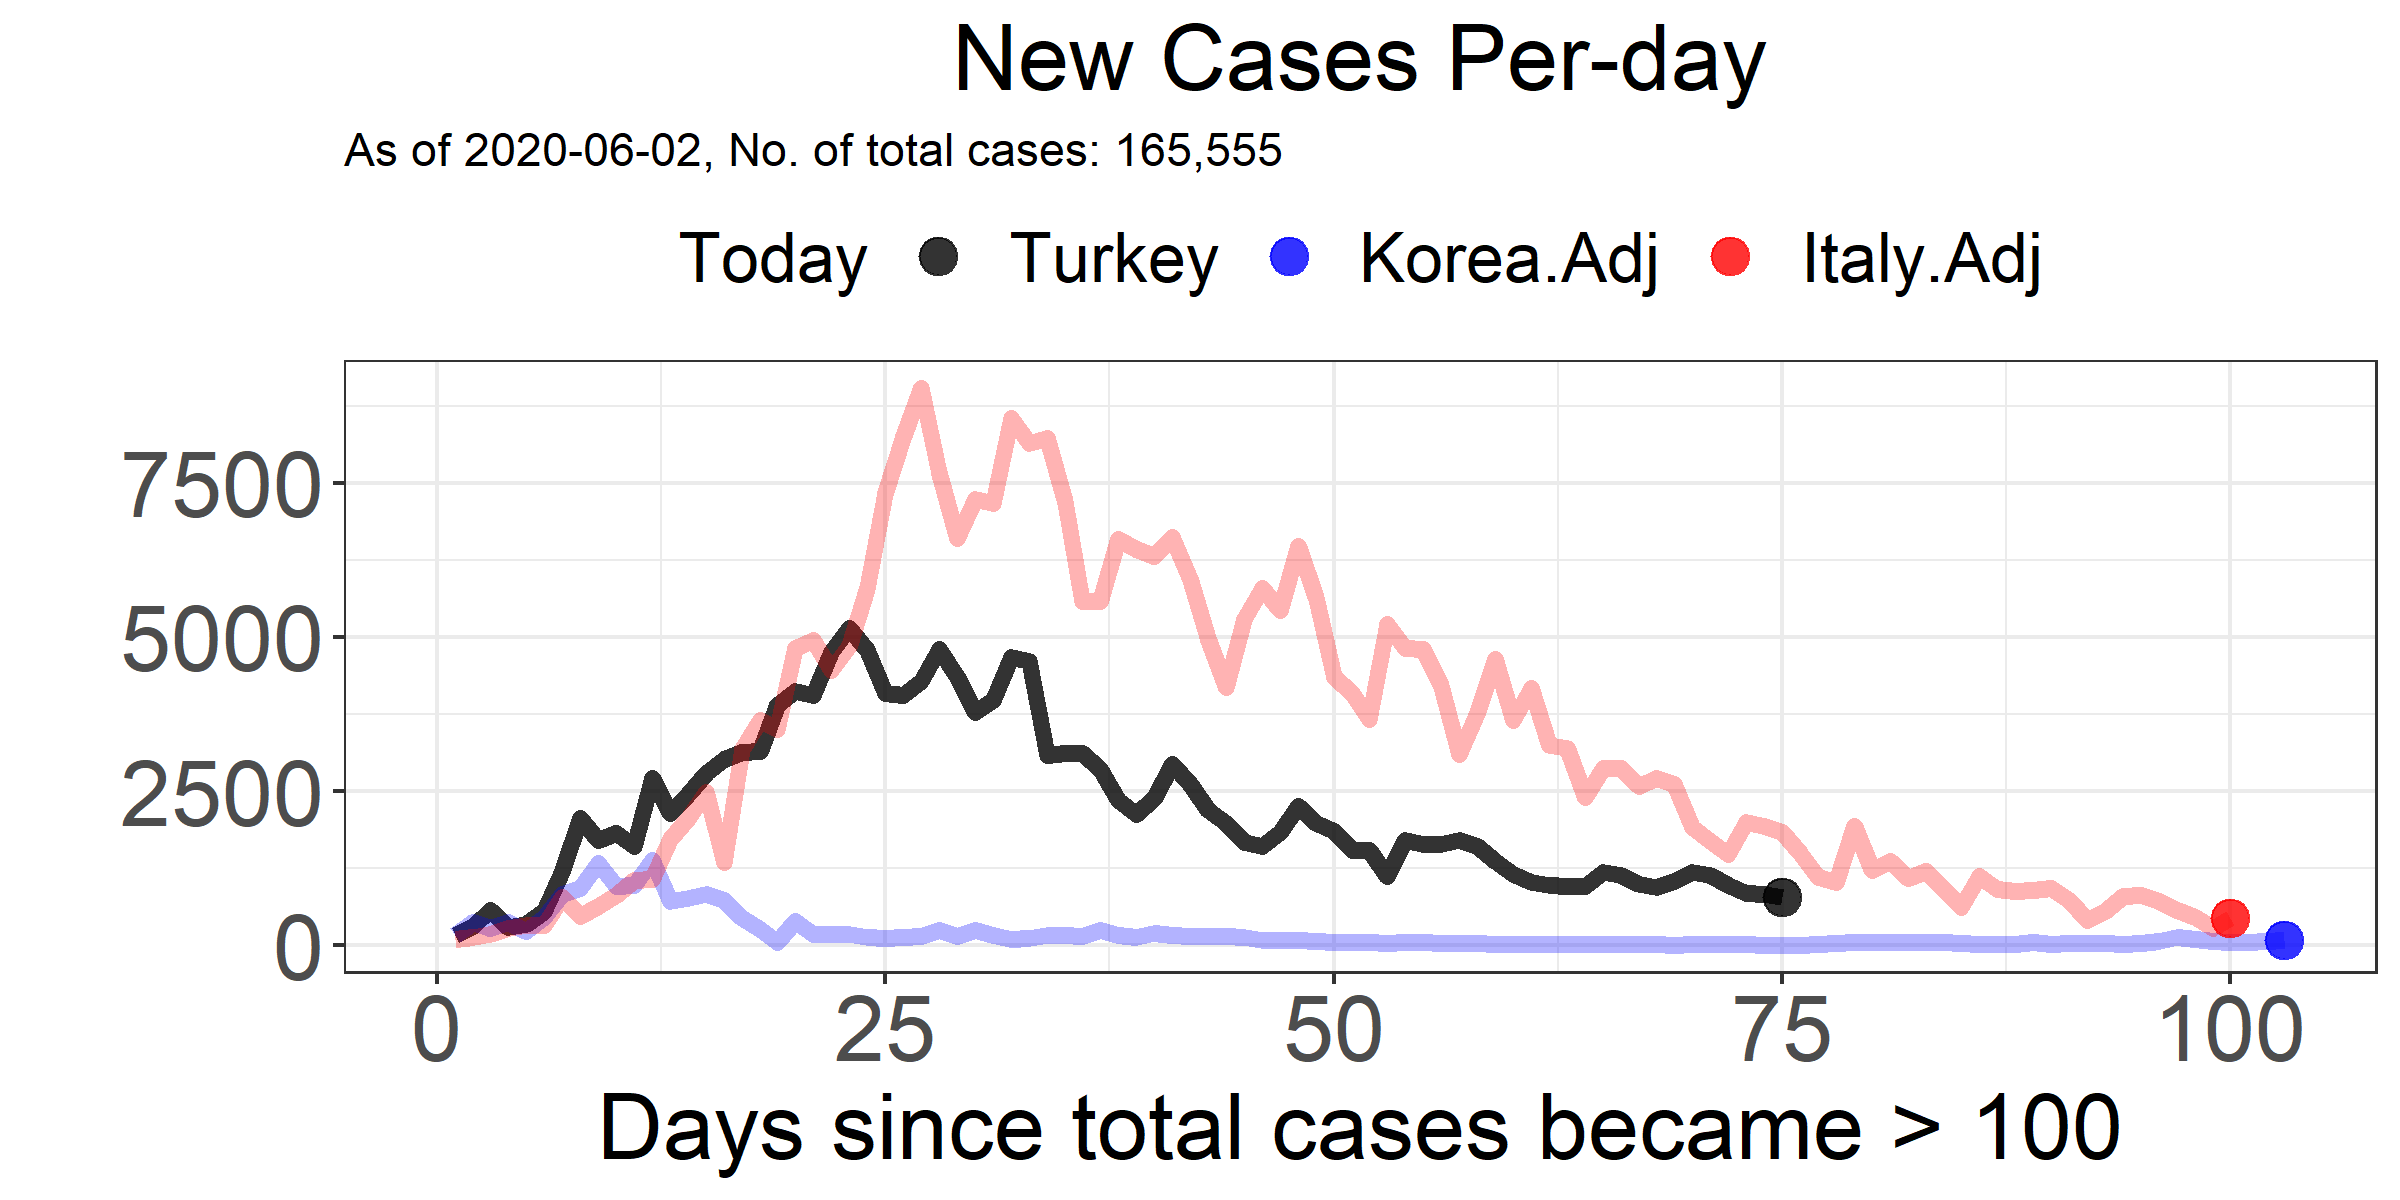 New Cases Per-day
As of 2020-06-02, No. of total cases: 165,555
Today Turkey Korea.Adj Italy.Adj
7500
5000
2500
0
0 25 50 75 100
Days since total cases became > 100